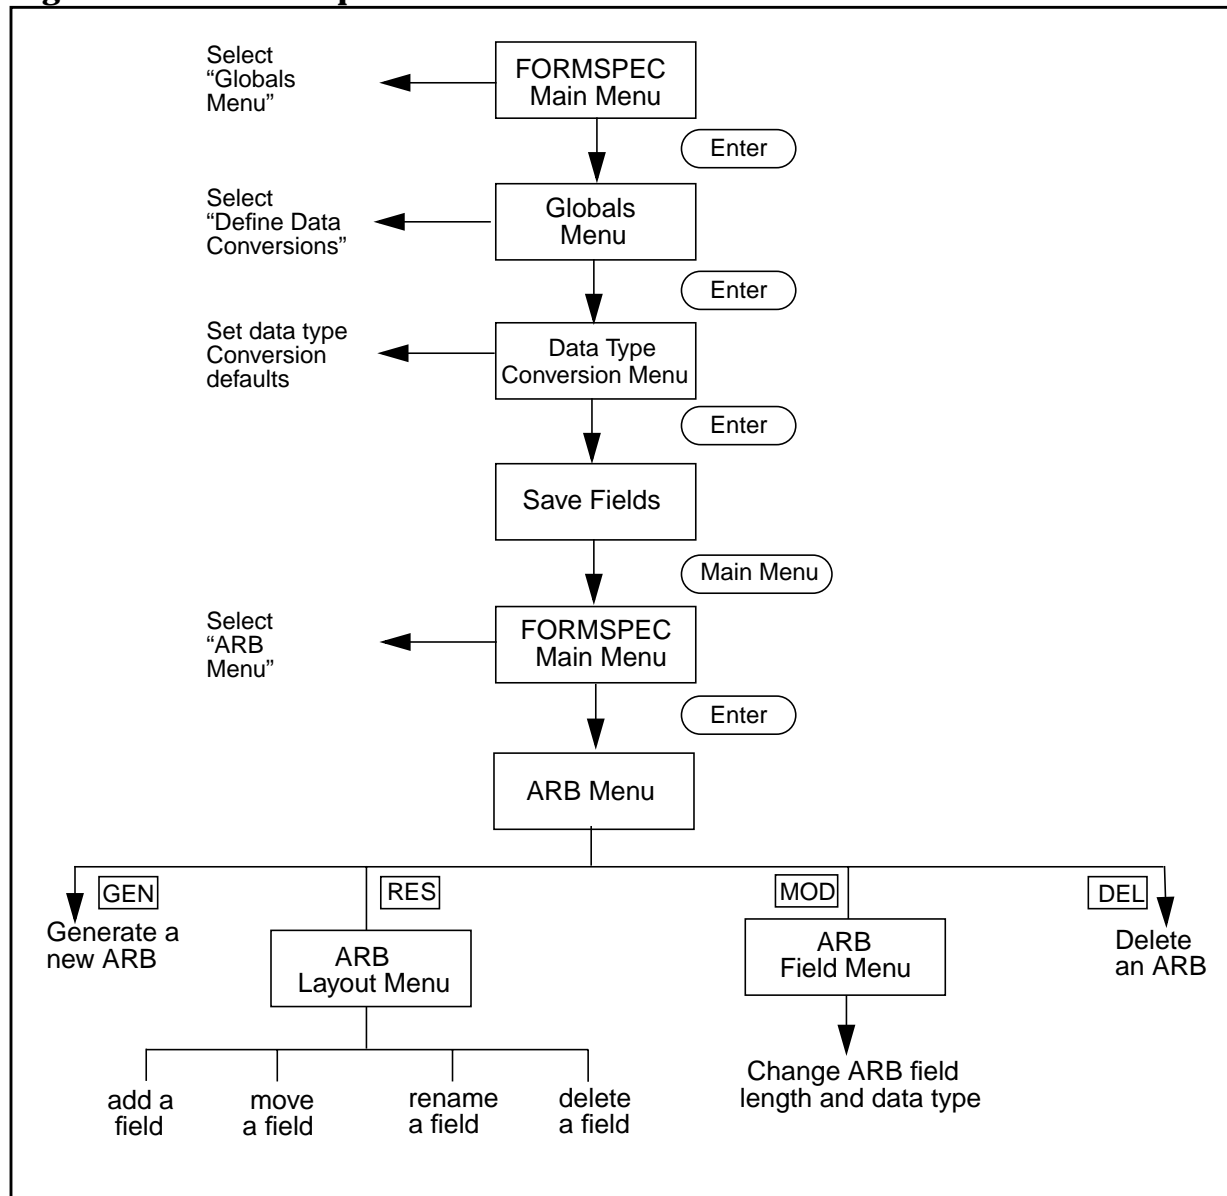 Select
“Globals
Menu”
FORMSPEC
Main Menu
Enter
Select
“Define Data
Conversions”
Globals
Menu
Enter
Set data type
Conversion
defaults
Data Type
Conversion Menu
Enter
Save Fields
Main Menu
Select
“ARB
Menu”
FORMSPEC
Main Menu
Enter
ARB Menu
GEN
RES
MOD
DEL
Generate a
new ARB
ARB
Layout Menu
ARB
Field Menu
Delete
an ARB
add a
field
move
a field
rename
a field
delete
a field
Change ARB field
length and data type